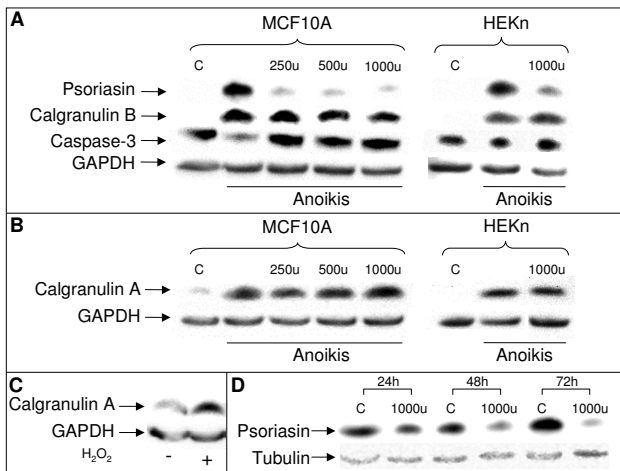 A
MCF10A
HEKn
C 250u 500u 1000u C 1000u
Psoriasin
Calgranulin B
Caspase-3
GAPDH
Anoikis Anoikis
B
MCF10A
HEKn
C 250u 500u 1000u C 1000u
Calgranulin A
GAPDH
Anoikis Anoikis
C
Calgranulin A
GAPDH
H₂O₂ - +
D
24h 48h 72h
C 1000u C 1000u C 1000u
Psoriasin
Tubulin